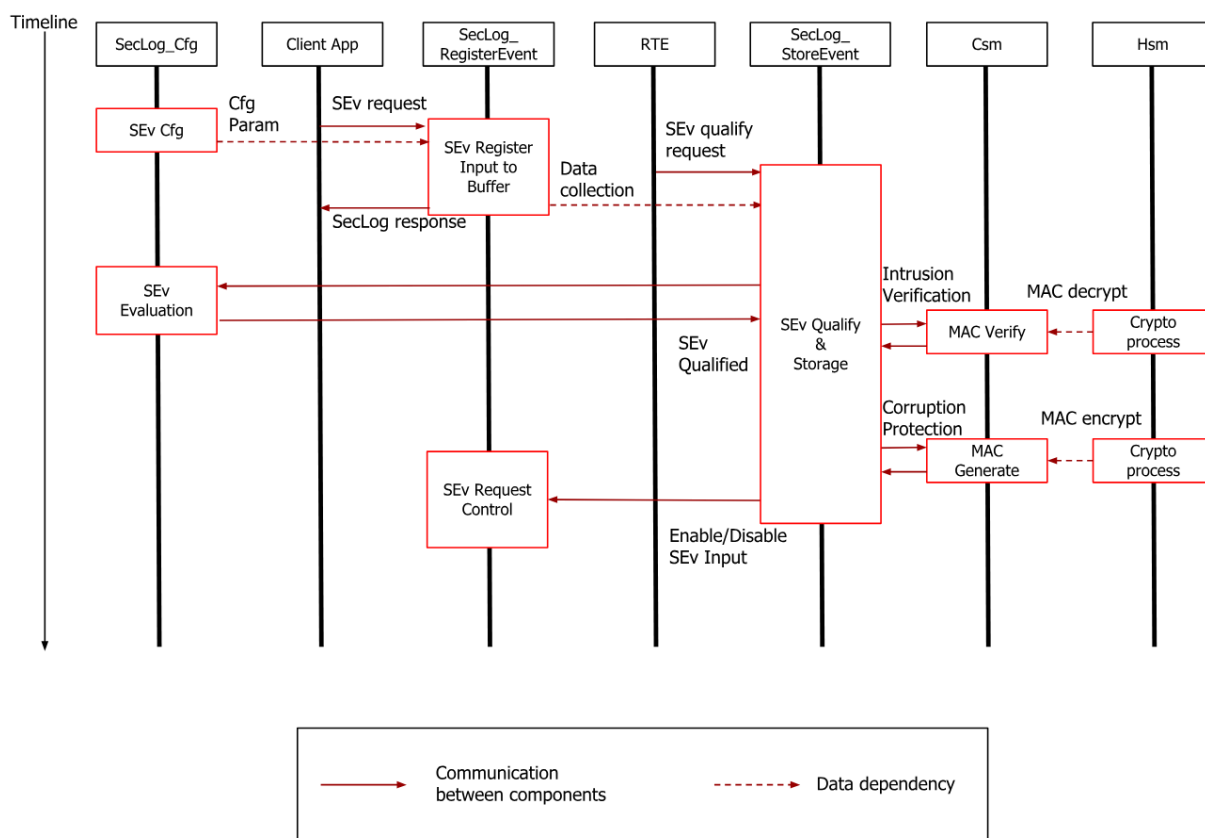 Timeline
SecLog_Cfg
Client App
SecLog_
RegisterEvent
RTE
SecLog_
StoreEvent
Csm
Hsm
SEv Cfg
Cfg
Param
SEv request
SEv Register
Input to
Buffer
SEv qualify
request
Data
collection
SecLog response
SEv
Evaluation
SEv
Qualified
SEv Qualify
&
Storage
Intrusion
Verification
MAC Verify
MAC decrypt
Crypto
process
Corruption
Protection
MAC
Generate
MAC encrypt
Crypto
process
SEv Request
Control
Enable/Disable
SEv Input
Communication
between components
Data dependency